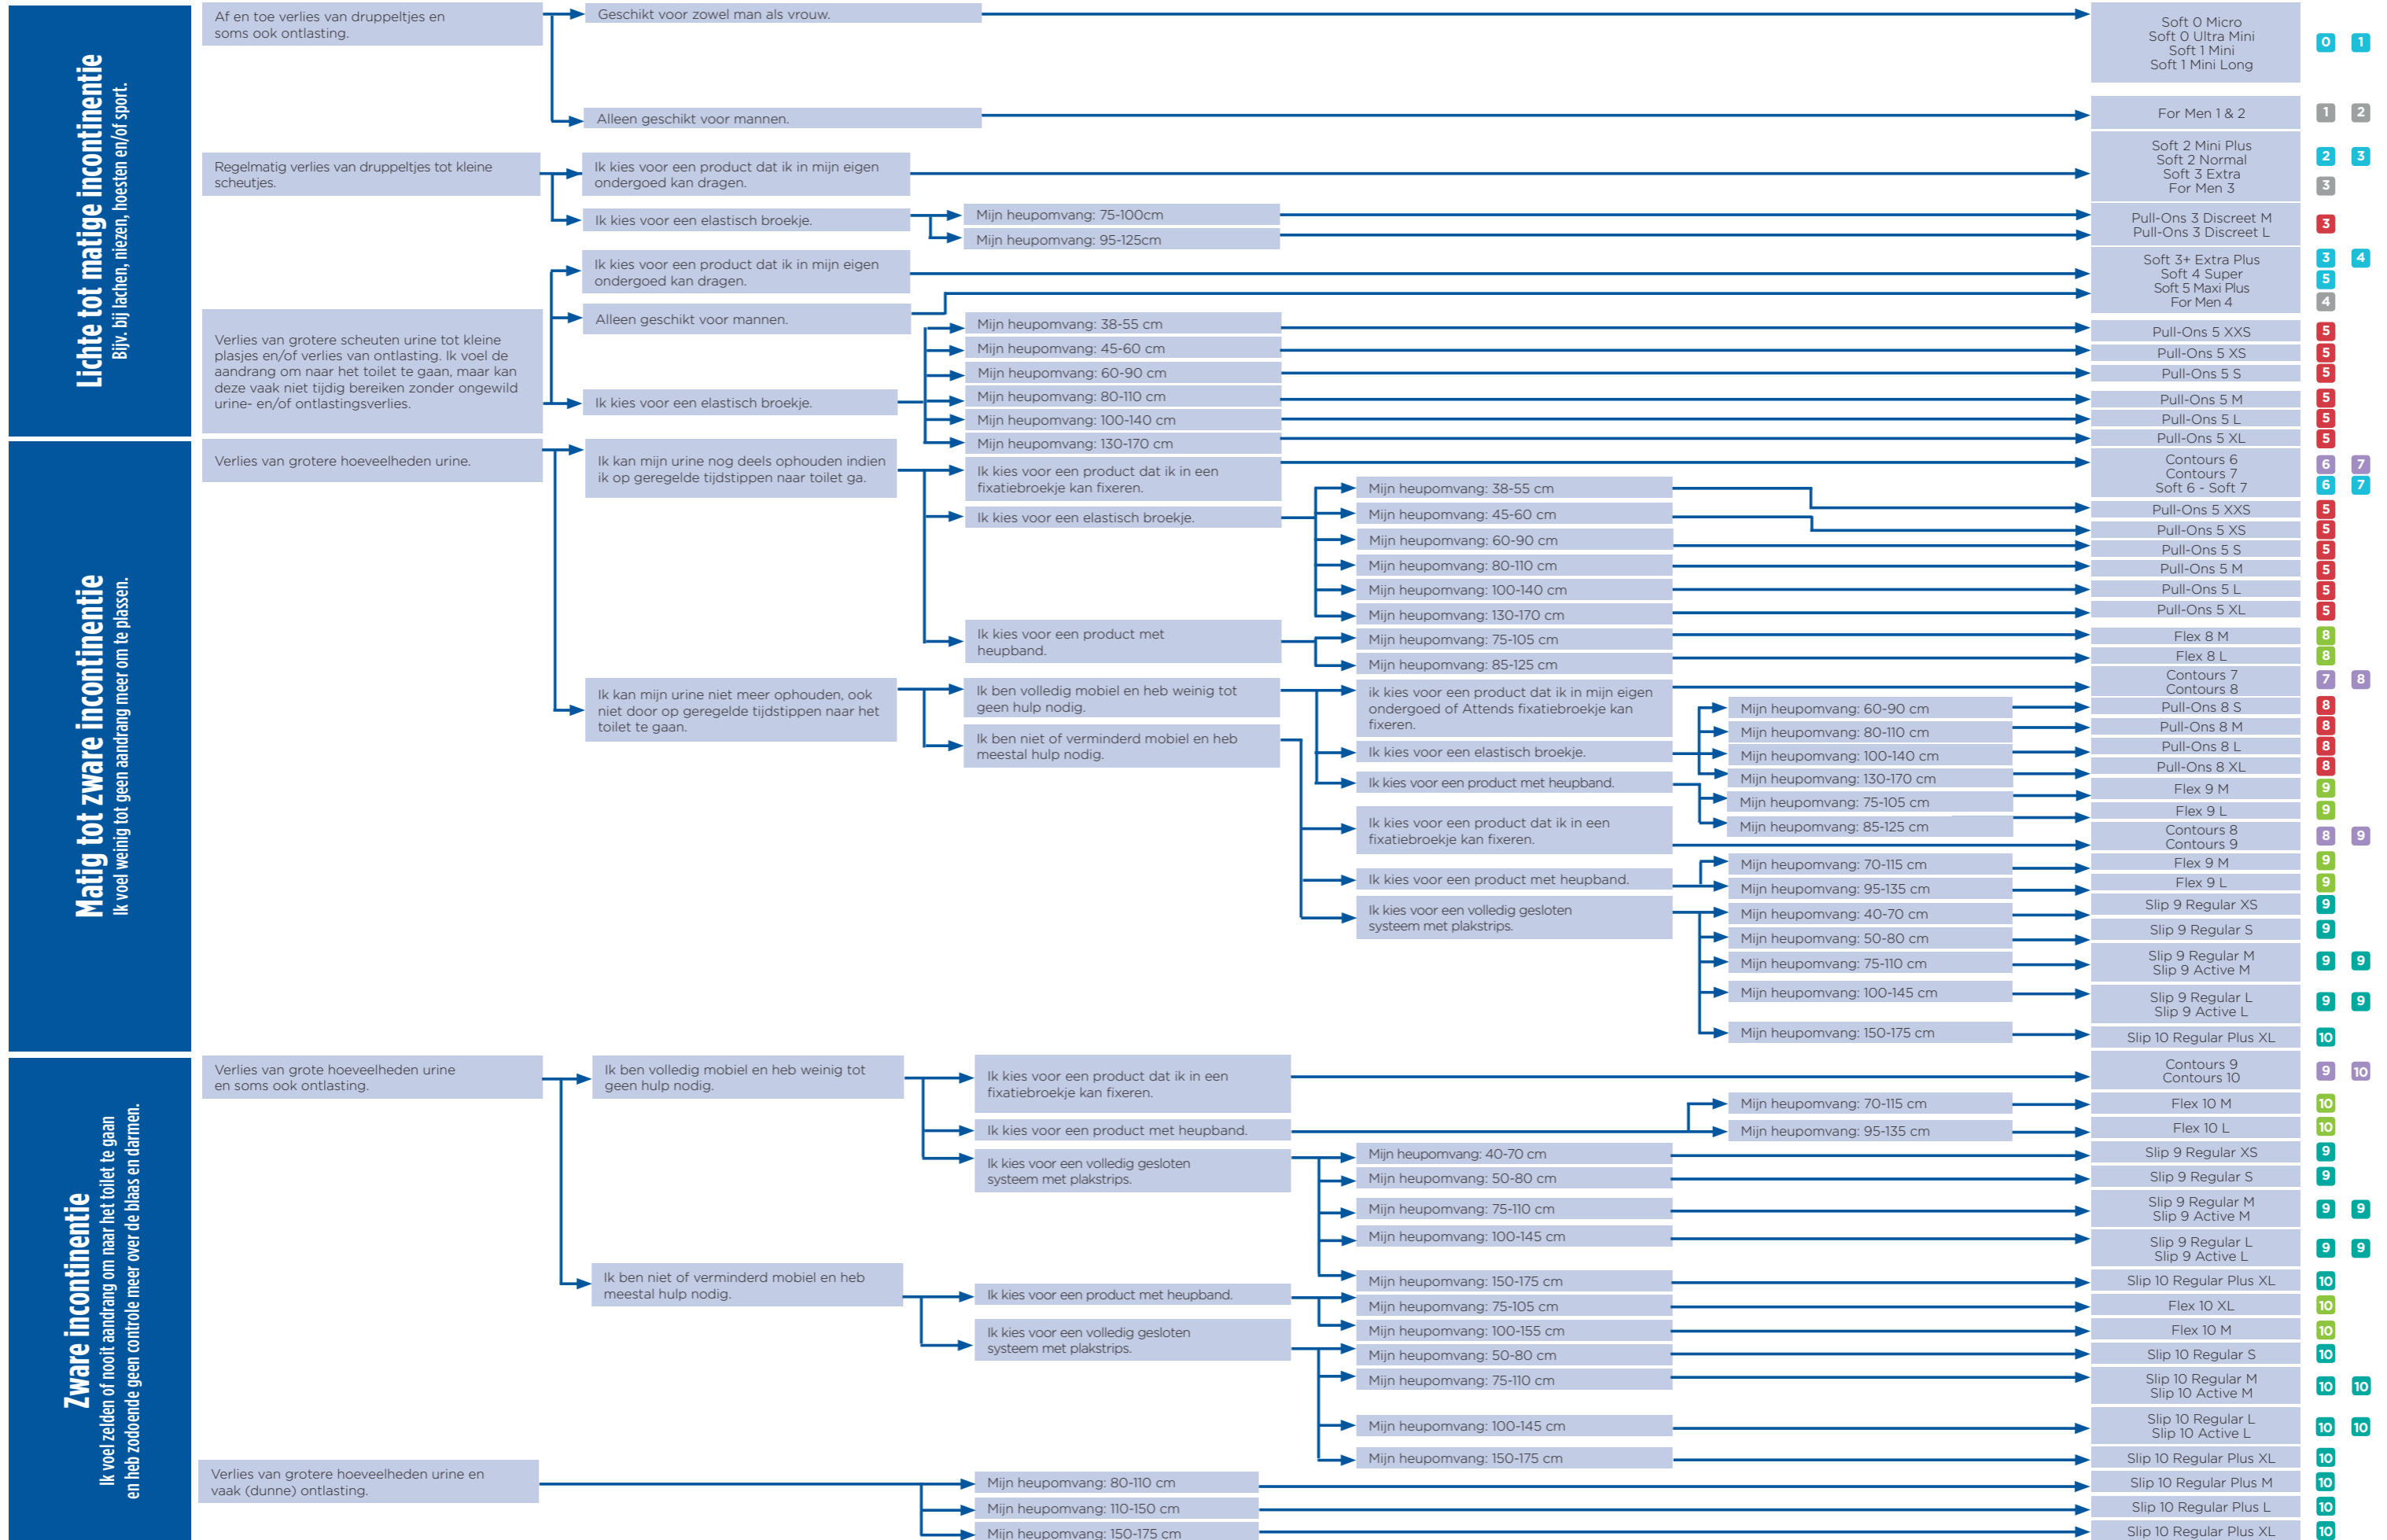 Lichte tot matige incontinentie
Bijv. bij lachen, niezen, hoesten en/of sport.
Af en toe verlies van druppeltjes en
soms ook ontlasting.
Geschikt voor zowel man als vrouw.
Soft 0 Micro
Soft 0 Ultra Mini
Soft 1 Mini
Soft 1 Mini Long
0 1
Alleen geschikt voor mannen.
For Men 1 & 2
1 2
Regelmatig verlies van druppeltjes tot kleine
scheutjes.
Ik kies voor een product dat ik in mijn eigen
ondergoed kan dragen.
Soft 2 Mini Plus
Soft 2 Normal
Soft 3 Extra
For Men 3
2 3
3
Ik kies voor een elastisch broekje.
Mijn heupomvang: 75-100cm
Mijn heupomvang: 95-125cm
Pull-Ons 3 Discreet M
Pull-Ons 3 Discreet L
3
Verlies van grotere scheuten urine tot kleine
plasjes en/of verlies van ontlasting. Ik voel de
aandrang om naar het toilet te gaan, maar kan
deze vaak niet tijdig bereiken zonder ongewild
urine- en/of ontlastingsverlies.
Ik kies voor een product dat ik in mijn eigen
ondergoed kan dragen.
Alleen geschikt voor mannen.
Soft 3+ Extra Plus
Soft 4 Super
Soft 5 Maxi Plus
For Men 4
3 4
5
4
Ik kies voor een elastisch broekje.
Mijn heupomvang: 38-55 cm
Pull-Ons 5 XXS
5
Mijn heupomvang: 45-60 cm
Pull-Ons 5 XS
5
Mijn heupomvang: 60-90 cm
Pull-Ons 5 S
5
Mijn heupomvang: 80-110 cm
Pull-Ons 5 M
5
Mijn heupomvang: 100-140 cm
Pull-Ons 5 L
5
Mijn heupomvang: 130-170 cm
Pull-Ons 5 XL
5
Matig tot zware incontinentie
Ik voel weinig tot geen aandrang meer om te plassen.
Verlies van grotere hoeveelheden urine.
Ik kan mijn urine nog deels ophouden indien
ik op geregelde tijdstippen naar toilet ga.
Ik kies voor een product dat ik in een
fixatiebroekje kan fixeren.
Contours 6
Contours 7
Soft 6 - Soft 7
6 7
6 7
Ik kies voor een elastisch broekje.
Mijn heupomvang: 38-55 cm
Pull-Ons 5 XXS
5
Mijn heupomvang: 45-60 cm
Pull-Ons 5 XS
5
Mijn heupomvang: 60-90 cm
Pull-Ons 5 S
5
Mijn heupomvang: 80-110 cm
Pull-Ons 5 M
5
Mijn heupomvang: 100-140 cm
Pull-Ons 5 L
5
Mijn heupomvang: 130-170 cm
Pull-Ons 5 XL
5
Ik kies voor een product met
heupband.
Mijn heupomvang: 75-105 cm
Flex 8 M
8
Mijn heupomvang: 85-125 cm
Flex 8 L
8
Ik kan mijn urine niet meer ophouden, ook
niet door op geregelde tijdstippen naar het
toilet te gaan.
Ik ben volledig mobiel en heb weinig tot
geen hulp nodig.
ik kies voor een product dat ik in mijn eigen
ondergoed of Attends fixatiebroekje kan
fixeren.
Contours 7
Contours 8
7 8
Ik kies voor een elastisch broekje.
Mijn heupomvang: 60-90 cm
Pull-Ons 8 S
8
Mijn heupomvang: 80-110 cm
Pull-Ons 8 M
8
Mijn heupomvang: 100-140 cm
Pull-Ons 8 L
8
Mijn heupomvang: 130-170 cm
Pull-Ons 8 XL
8
Ik kies voor een product met heupband.
Mijn heupomvang: 75-105 cm
Flex 9 M
9
Mijn heupomvang: 85-125 cm
Flex 9 L
9
Ik ben niet of verminderd mobiel en heb
meestal hulp nodig.
Ik kies voor een product dat ik in een
fixatiebroekje kan fixeren.
Contours 8
Contours 9
8 9
Ik kies voor een product met heupband.
Mijn heupomvang: 70-115 cm
Flex 9 M
9
Mijn heupomvang: 95-135 cm
Flex 9 L
9
Ik kies voor een volledig gesloten
systeem met plakstrips.
Mijn heupomvang: 40-70 cm
Slip 9 Regular XS
9
Mijn heupomvang: 50-80 cm
Slip 9 Regular S
9
Mijn heupomvang: 75-110 cm
Slip 9 Regular M
Slip 9 Active M
9 9
Mijn heupomvang: 100-145 cm
Slip 9 Regular L
Slip 9 Active L
9 9
Mijn heupomvang: 150-175 cm
Slip 10 Regular Plus XL
10
Zware incontinentie
Ik voel zelden of nooit aandrang om naar het toilet te gaan
en heb zodoende geen controle meer over de blaas en darmen.
Verlies van grote hoeveelheden urine
en soms ook ontlasting.
Ik ben volledig mobiel en heb weinig tot
geen hulp nodig.
Ik kies voor een product dat ik in een
fixatiebroekje kan fixeren.
Contours 9
Contours 10
9 10
Ik kies voor een product met heupband.
Mijn heupomvang: 70-115 cm
Flex 10 M
10
Mijn heupomvang: 95-135 cm
Flex 10 L
10
Ik kies voor een volledig gesloten
systeem met plakstrips.
Mijn heupomvang: 40-70 cm
Slip 9 Regular XS
9
Mijn heupomvang: 50-80 cm
Slip 9 Regular S
9
Mijn heupomvang: 75-110 cm
Slip 9 Regular M
Slip 9 Active M
9 9
Mijn heupomvang: 100-145 cm
Slip 9 Regular L
Slip 9 Active L
9 9
Mijn heupomvang: 150-175 cm
Slip 10 Regular Plus XL
10
Ik ben niet of verminderd mobiel en heb
meestal hulp nodig.
Ik kies voor een product met heupband.
Mijn heupomvang: 75-105 cm
Flex 10 XL
10
Mijn heupomvang: 100-155 cm
Flex 10 M
10
Ik kies voor een volledig gesloten
systeem met plakstrips.
Mijn heupomvang: 50-80 cm
Slip 10 Regular S
10
Mijn heupomvang: 75-110 cm
Slip 10 Regular M
Slip 10 Active M
10 10
Mijn heupomvang: 100-145 cm
Slip 10 Regular L
Slip 10 Active L
10 10
Mijn heupomvang: 150-175 cm
Slip 10 Regular Plus XL
10
Verlies van grotere hoeveelheden urine en
vaak (dunne) ontlasting.
Mijn heupomvang: 80-110 cm
Slip 10 Regular Plus M
10
Mijn heupomvang: 110-150 cm
Slip 10 Regular Plus L
10
Mijn heupomvang: 150-175 cm
Slip 10 Regular Plus XL
10